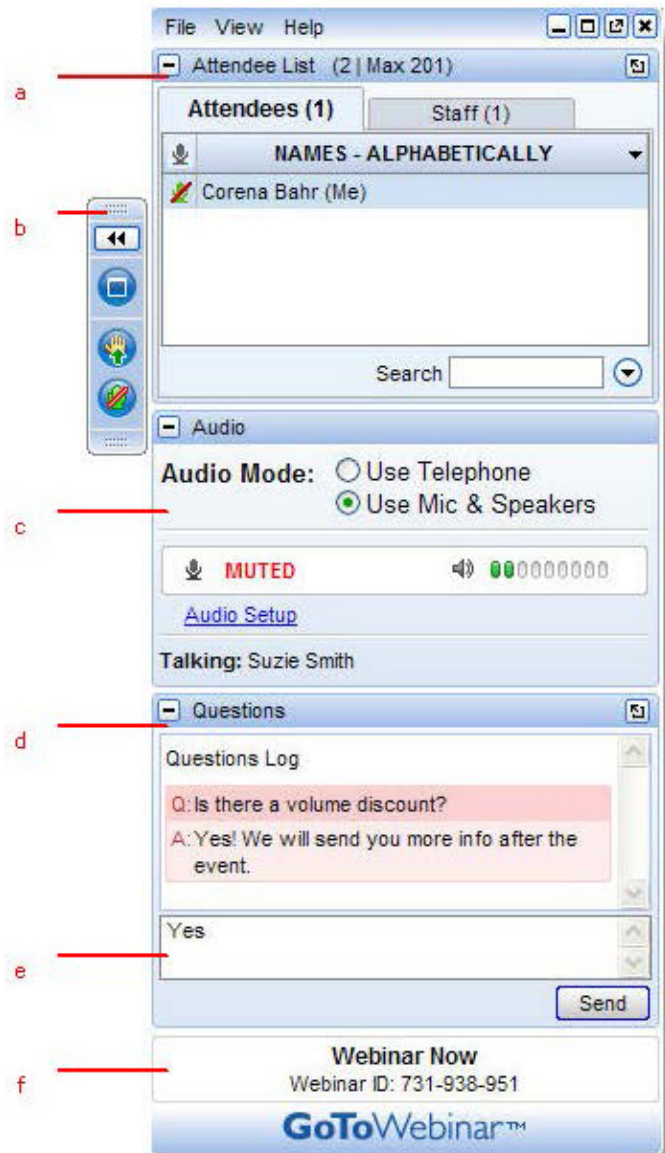 File View Help
a
Attendee List (2 | Max 201)
Attendees (1)
Staff (1)
NAMES - ALPHABETICALLY
Corena Bahr (Me)
b
Search
Audio
Audio Mode:
Use Telephone
Use Mic & Speakers
c
MUTED
Audio Setup
Talking: Suzie Smith
d
Questions
Questions Log
Q: Is there a volume discount?
A: Yes! We will send you more info after the
event.
Yes
e
Send
Webinar Now
f
Webinar ID: 731-938-951
GoToWebinar™